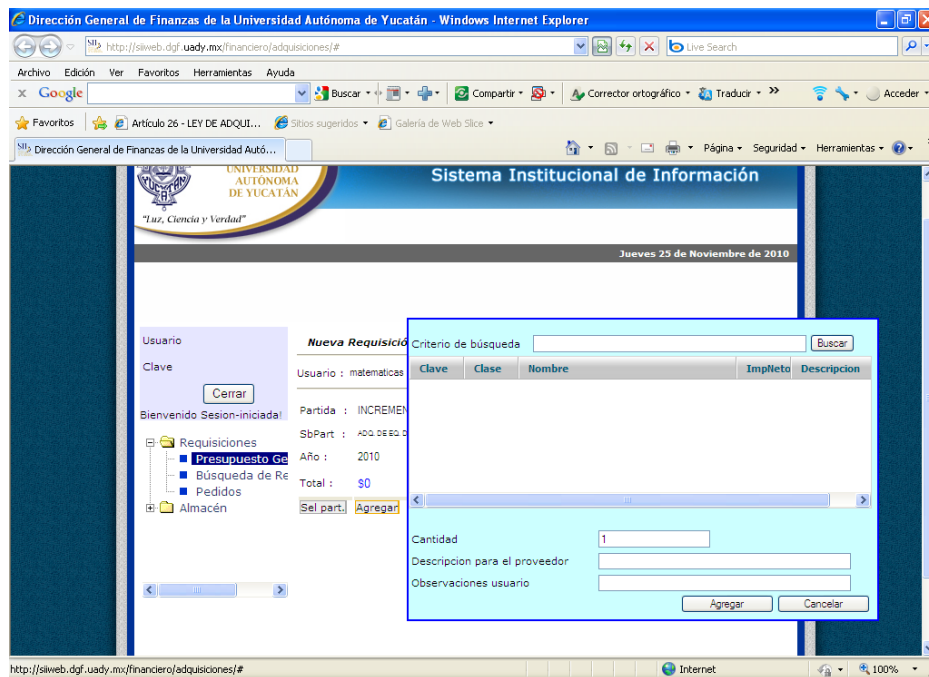 Dirección General de Finanzas de la Universidad Autónoma de Yucatán - Windows Internet Explorer
http://siiweb.dgf.uady.mx/financiero/adquisiciones/#
Live Search
Archivo Edición Ver Favoritos Herramientas Ayuda
x Google Buscar Compartir Corrector ortográfico Traducir >> Acceder
Favoritos Artículo 26 - LEY DE ADQUI... Sitios sugeridos Galería de Web Slice
Dirección General de Finanzas de la Universidad Autó... Página Seguridad Herramientas
UNIVERSIDAD
AUTÓNOMA
DE YUCATÁN
"Luz, Ciencia y Verdad"
Sistema Institucional de Información
Jueves 25 de Noviembre de 2010
Usuario
Clave
Cerrar
Bienvenido Sesion-iniciada!
Requisiciones
Presupuesto Ge
Búsqueda de Re
Pedidos
Almacén
Nueva Requisició
Usuario : matematicas
Partida : INCREMEN
SbPart : ADQ. DE EQ. D
Año : 2010
Total : $0
Sel part. Agregar
Criterio de búsqueda Buscar
Clave Clase Nombre ImpNeto Descripcion
Cantidad 1
Descripcion para el proveedor
Observaciones usuario
Agregar Cancelar
http://siiweb.dgf.uady.mx/financiero/adquisiciones/# Internet 100%